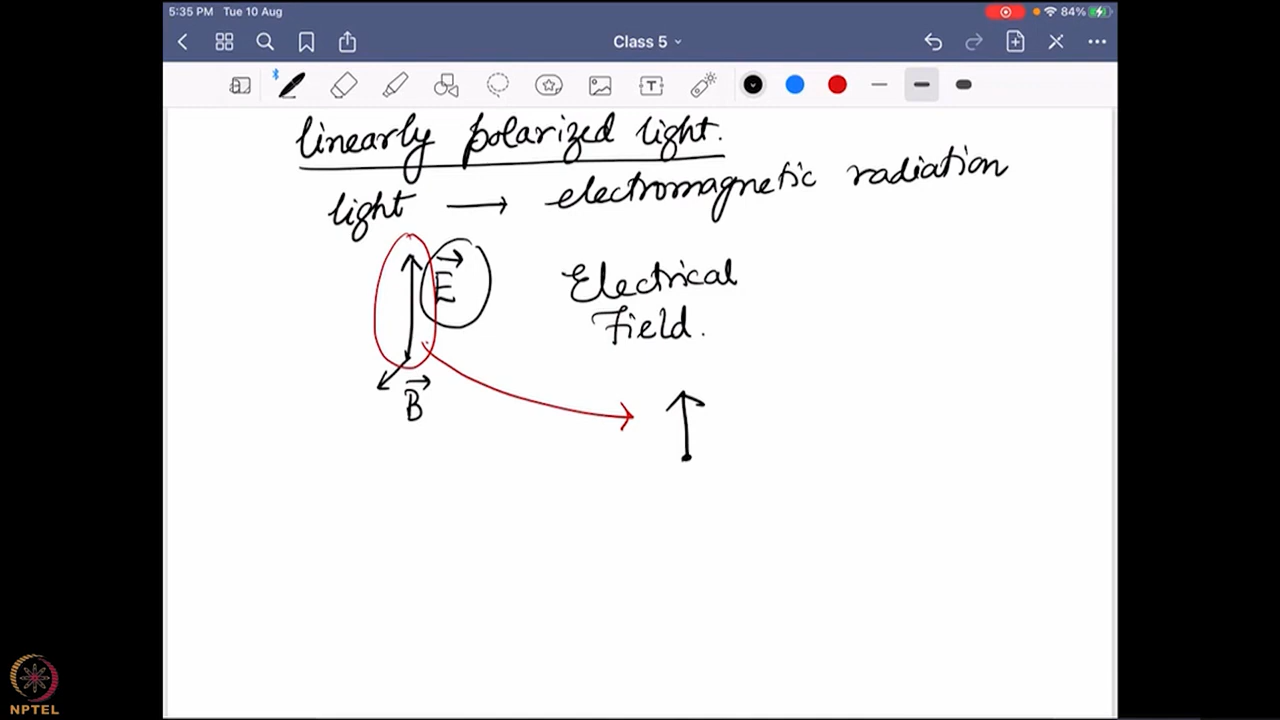 5:35 PM Tue 10 Aug 84%
Class 5
T
linearly polarized light.
light → electromagnetic radiation
E
Electrical
Field.
B
NPTEL